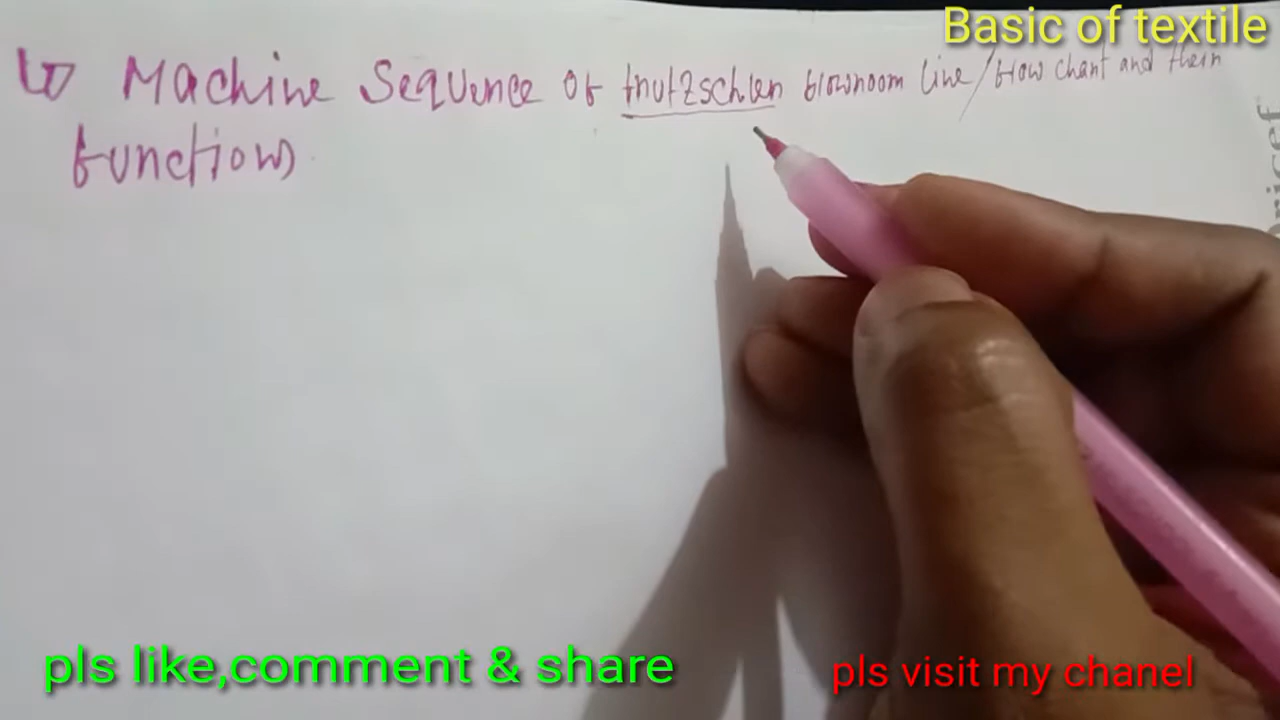 Basic of textile
↳ Machine Sequence of trutzschler blowroom line/flow chart and their
functions
pls like,comment & share
pls visit my chanel